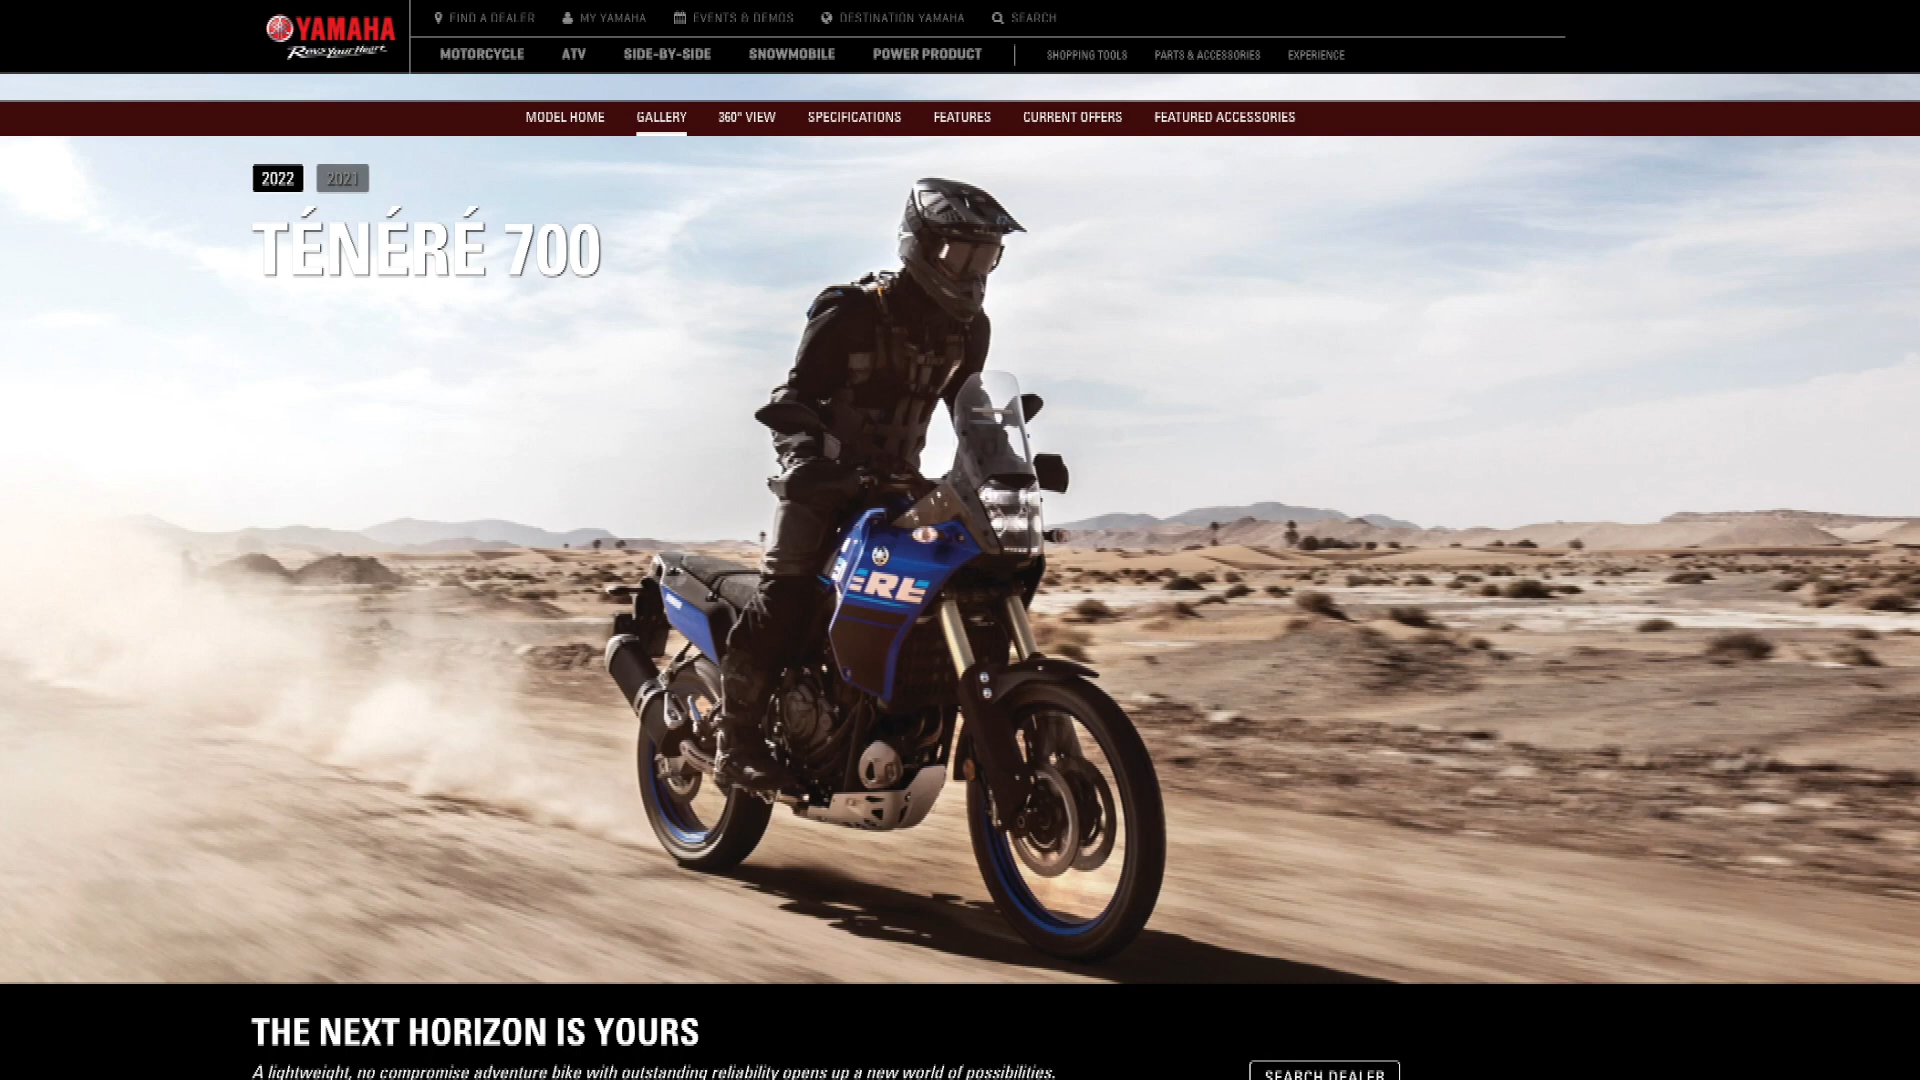 YAMAHA
Revs Your Heart
FIND A DEALER MY YAMAHA EVENTS & DEMOS DESTINATION YAMAHA SEARCH
MOTORCYCLE ATV SIDE-BY-SIDE SNOWMOBILE POWER PRODUCT SHOPPING TOOLS PARTS & ACCESSORIES EXPERIENCE
MODEL HOME GALLERY 360° VIEW SPECIFICATIONS FEATURES CURRENT OFFERS FEATURED ACCESSORIES
2022 2021
TÉNÉRÉ 700
ÉRÉ
THE NEXT HORIZON IS YOURS
A lightweight, no compromise adventure bike with outstanding reliability opens up a new world of possibilities.
SEARCH DEALER